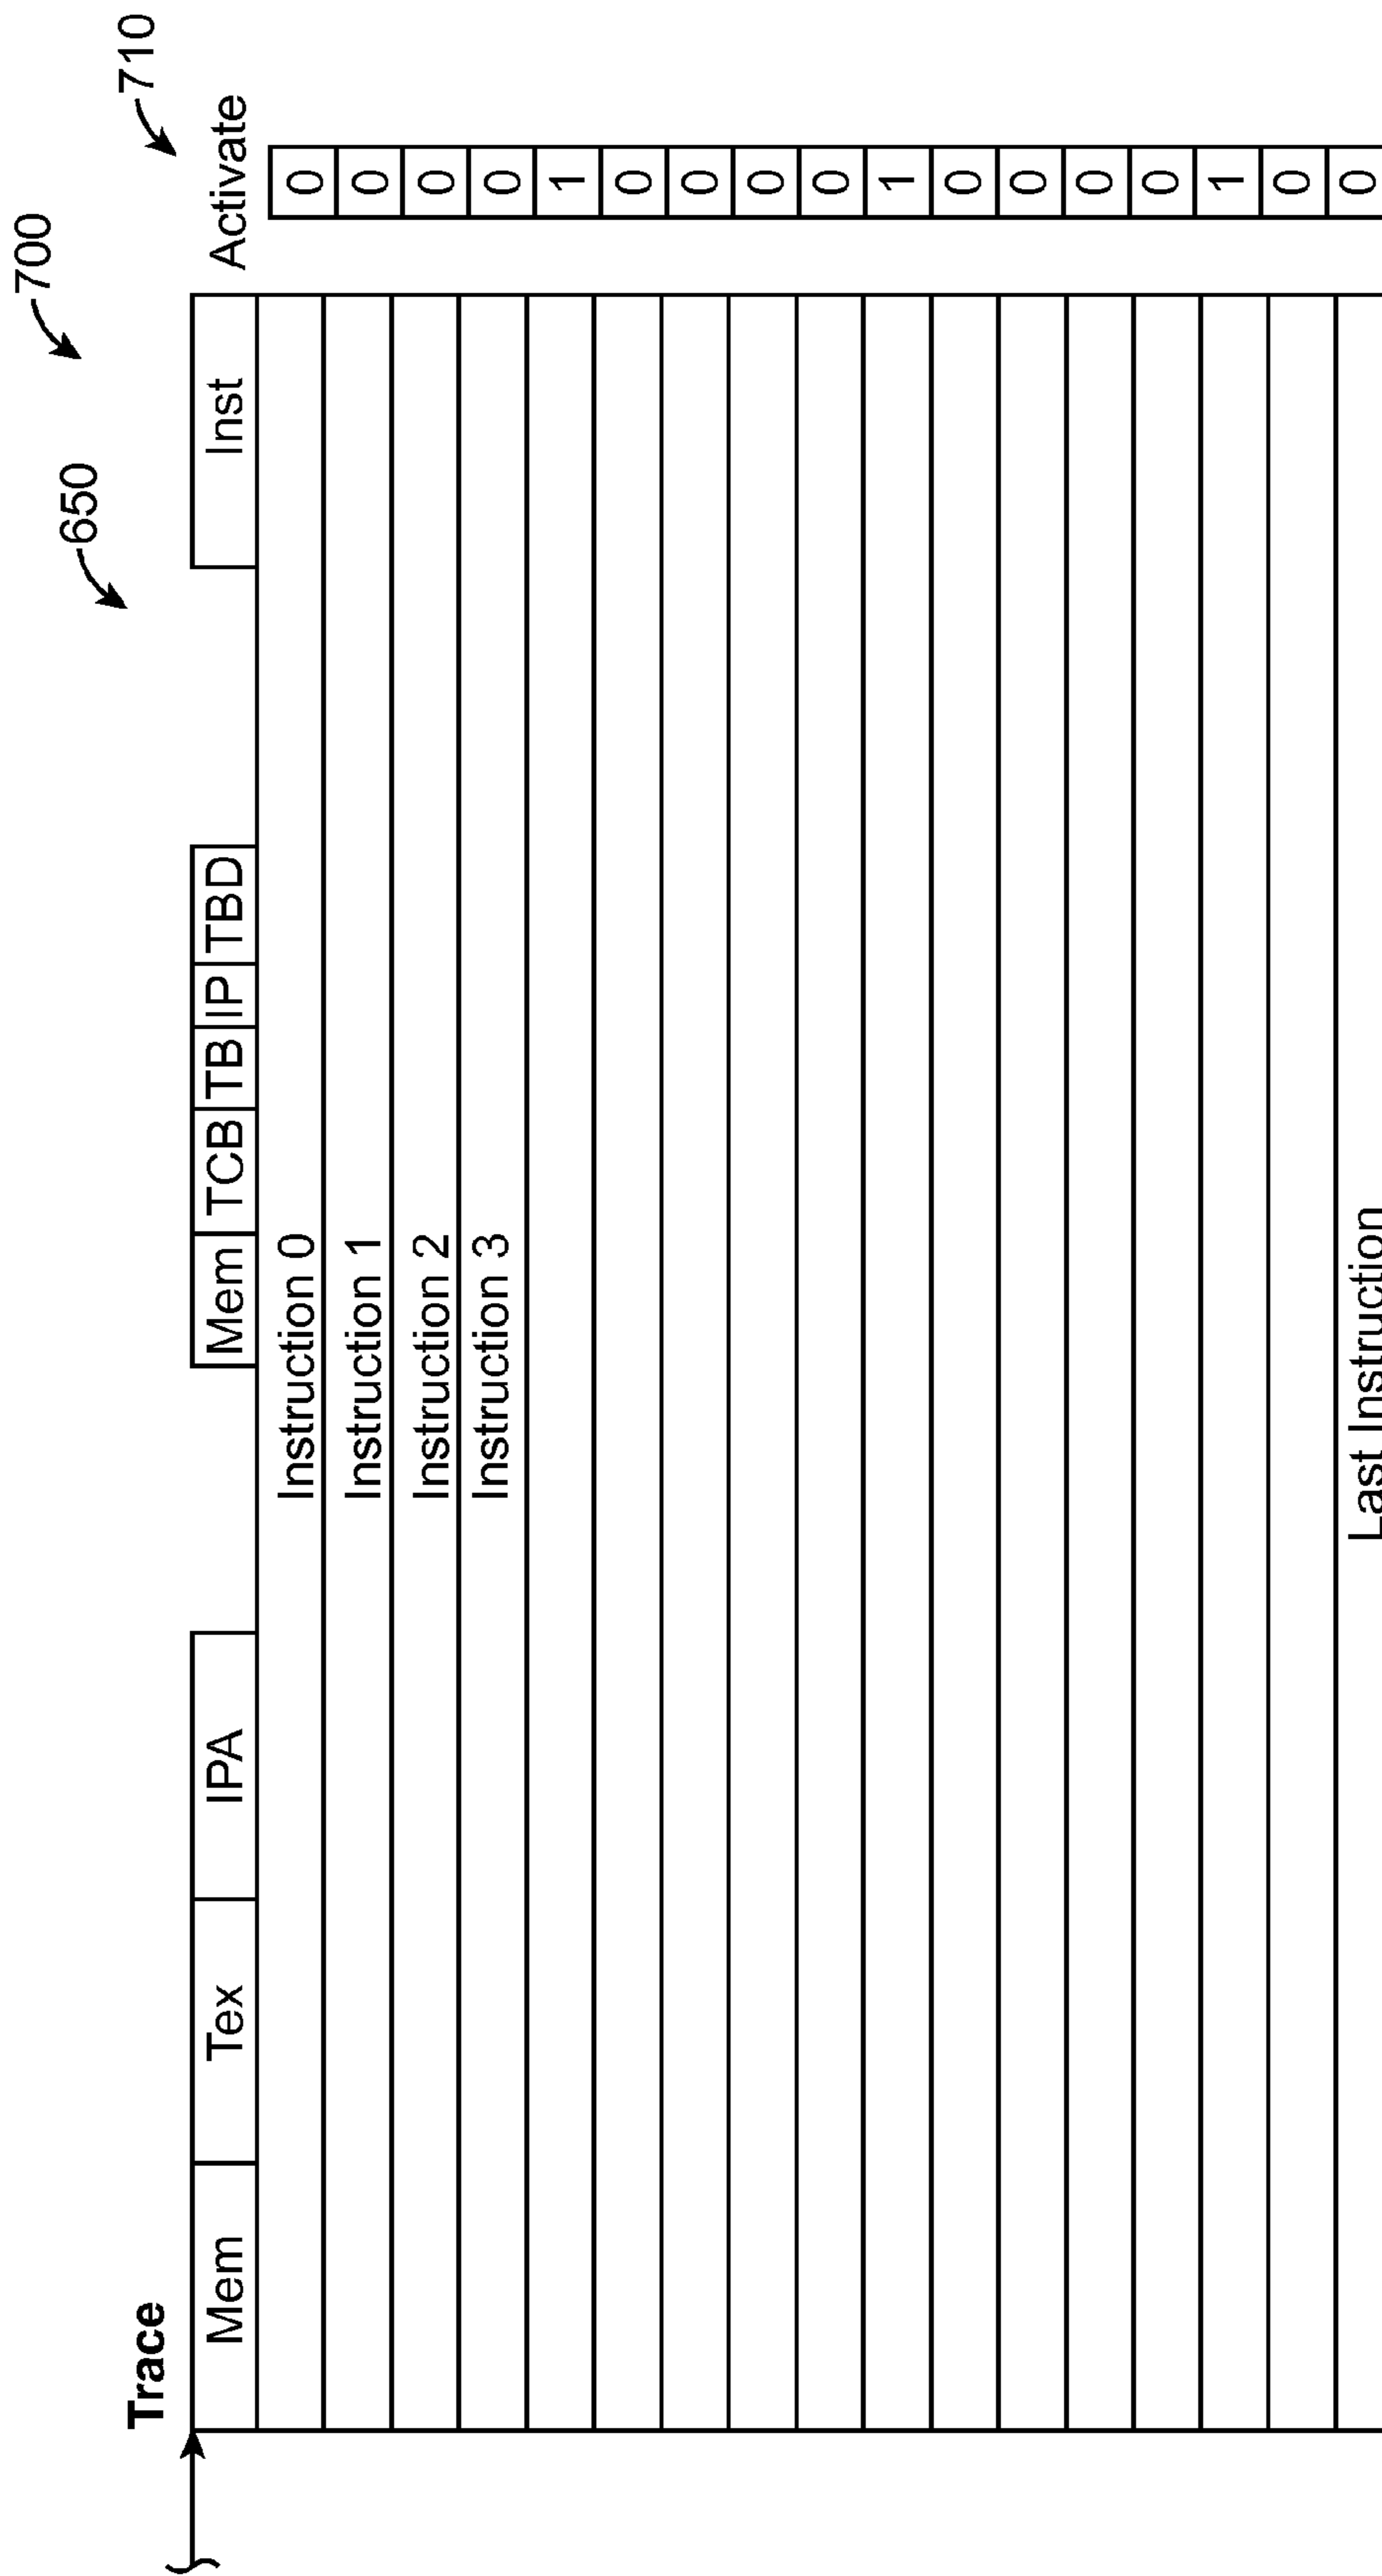 700
650
710
Trace
Activate
Mem Tex IPA Mem TCB TB IP TBD Inst
Instruction 0 0
Instruction 1 0
Instruction 2 0
Instruction 3 0
1
0
0
0
0
1
0
0
0
0
1
0
Last Instruction 0